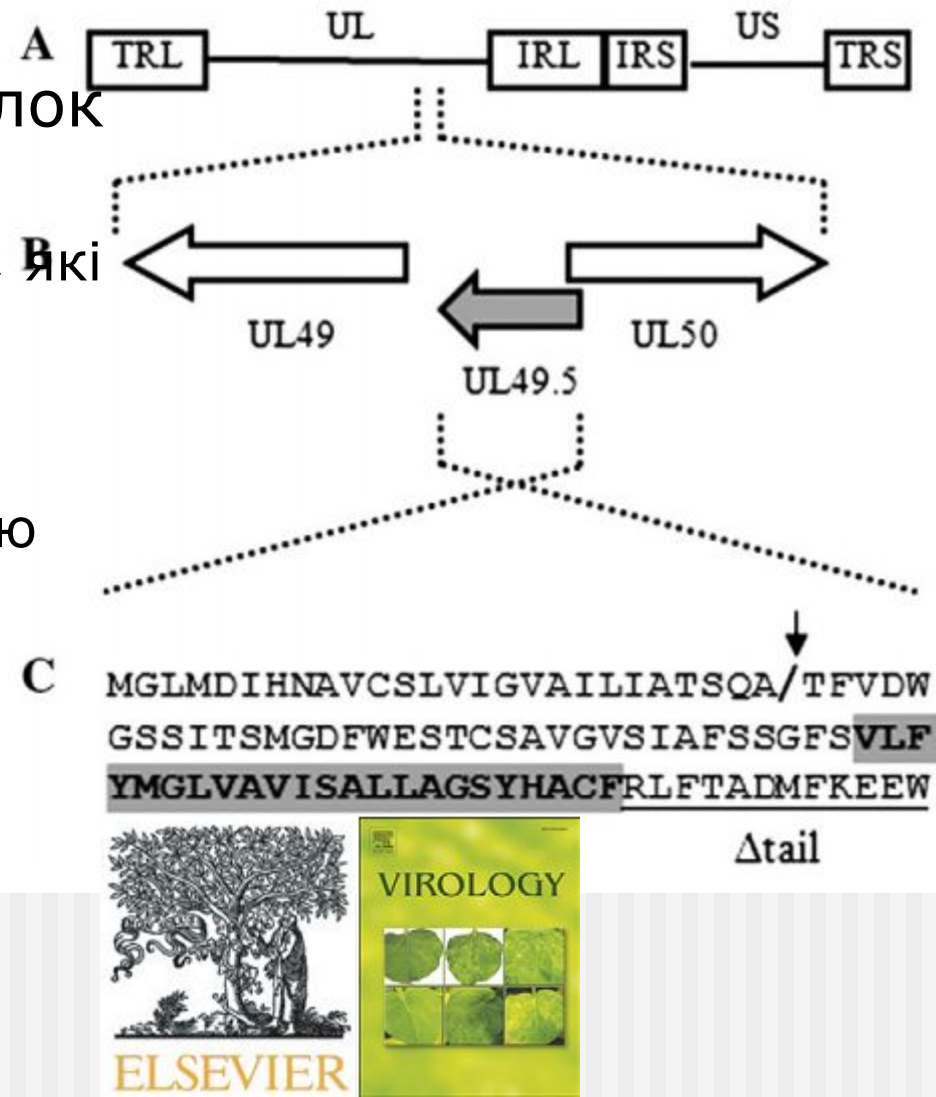 A
UL
US
TRL
IRL
IRS
TRS
лок
B
які
UL49
UL50
UL49.5
ю
C
MGLMDIHNAVCSLVIGVAILIATSQA/TFVDW
GSSITSMGDFWESTCSAVGVSIAFSSGFSVLF
YMGLVAVISALLAGSYHACFRLFTADMFKEEW
Δtail
VIROLOGY
ELSEVIER